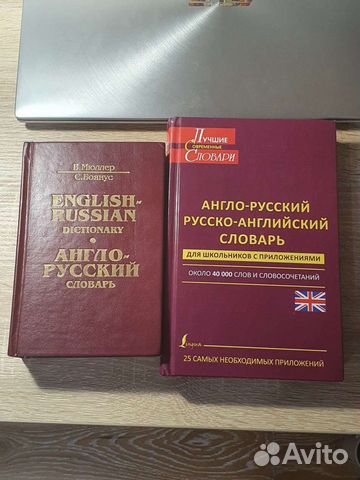 В. Мюллер
С. Боянус
ENGLISH-
RUSSIAN
DICTIONARY
АНГЛО-
РУССКИЙ
СЛОВАРЬ
Лучшие
Современные
Словари
АНГЛО-РУССКИЙ
РУССКО-АНГЛИЙСКИЙ
СЛОВАРЬ
ДЛЯ ШКОЛЬНИКОВ С ПРИЛОЖЕНИЯМИ
ОКОЛО 40 000 СЛОВ И СЛОВОСОЧЕТАНИЙ
25 САМЫХ НЕОБХОДИМЫХ ПРИЛОЖЕНИЙ
Lingua
Avito